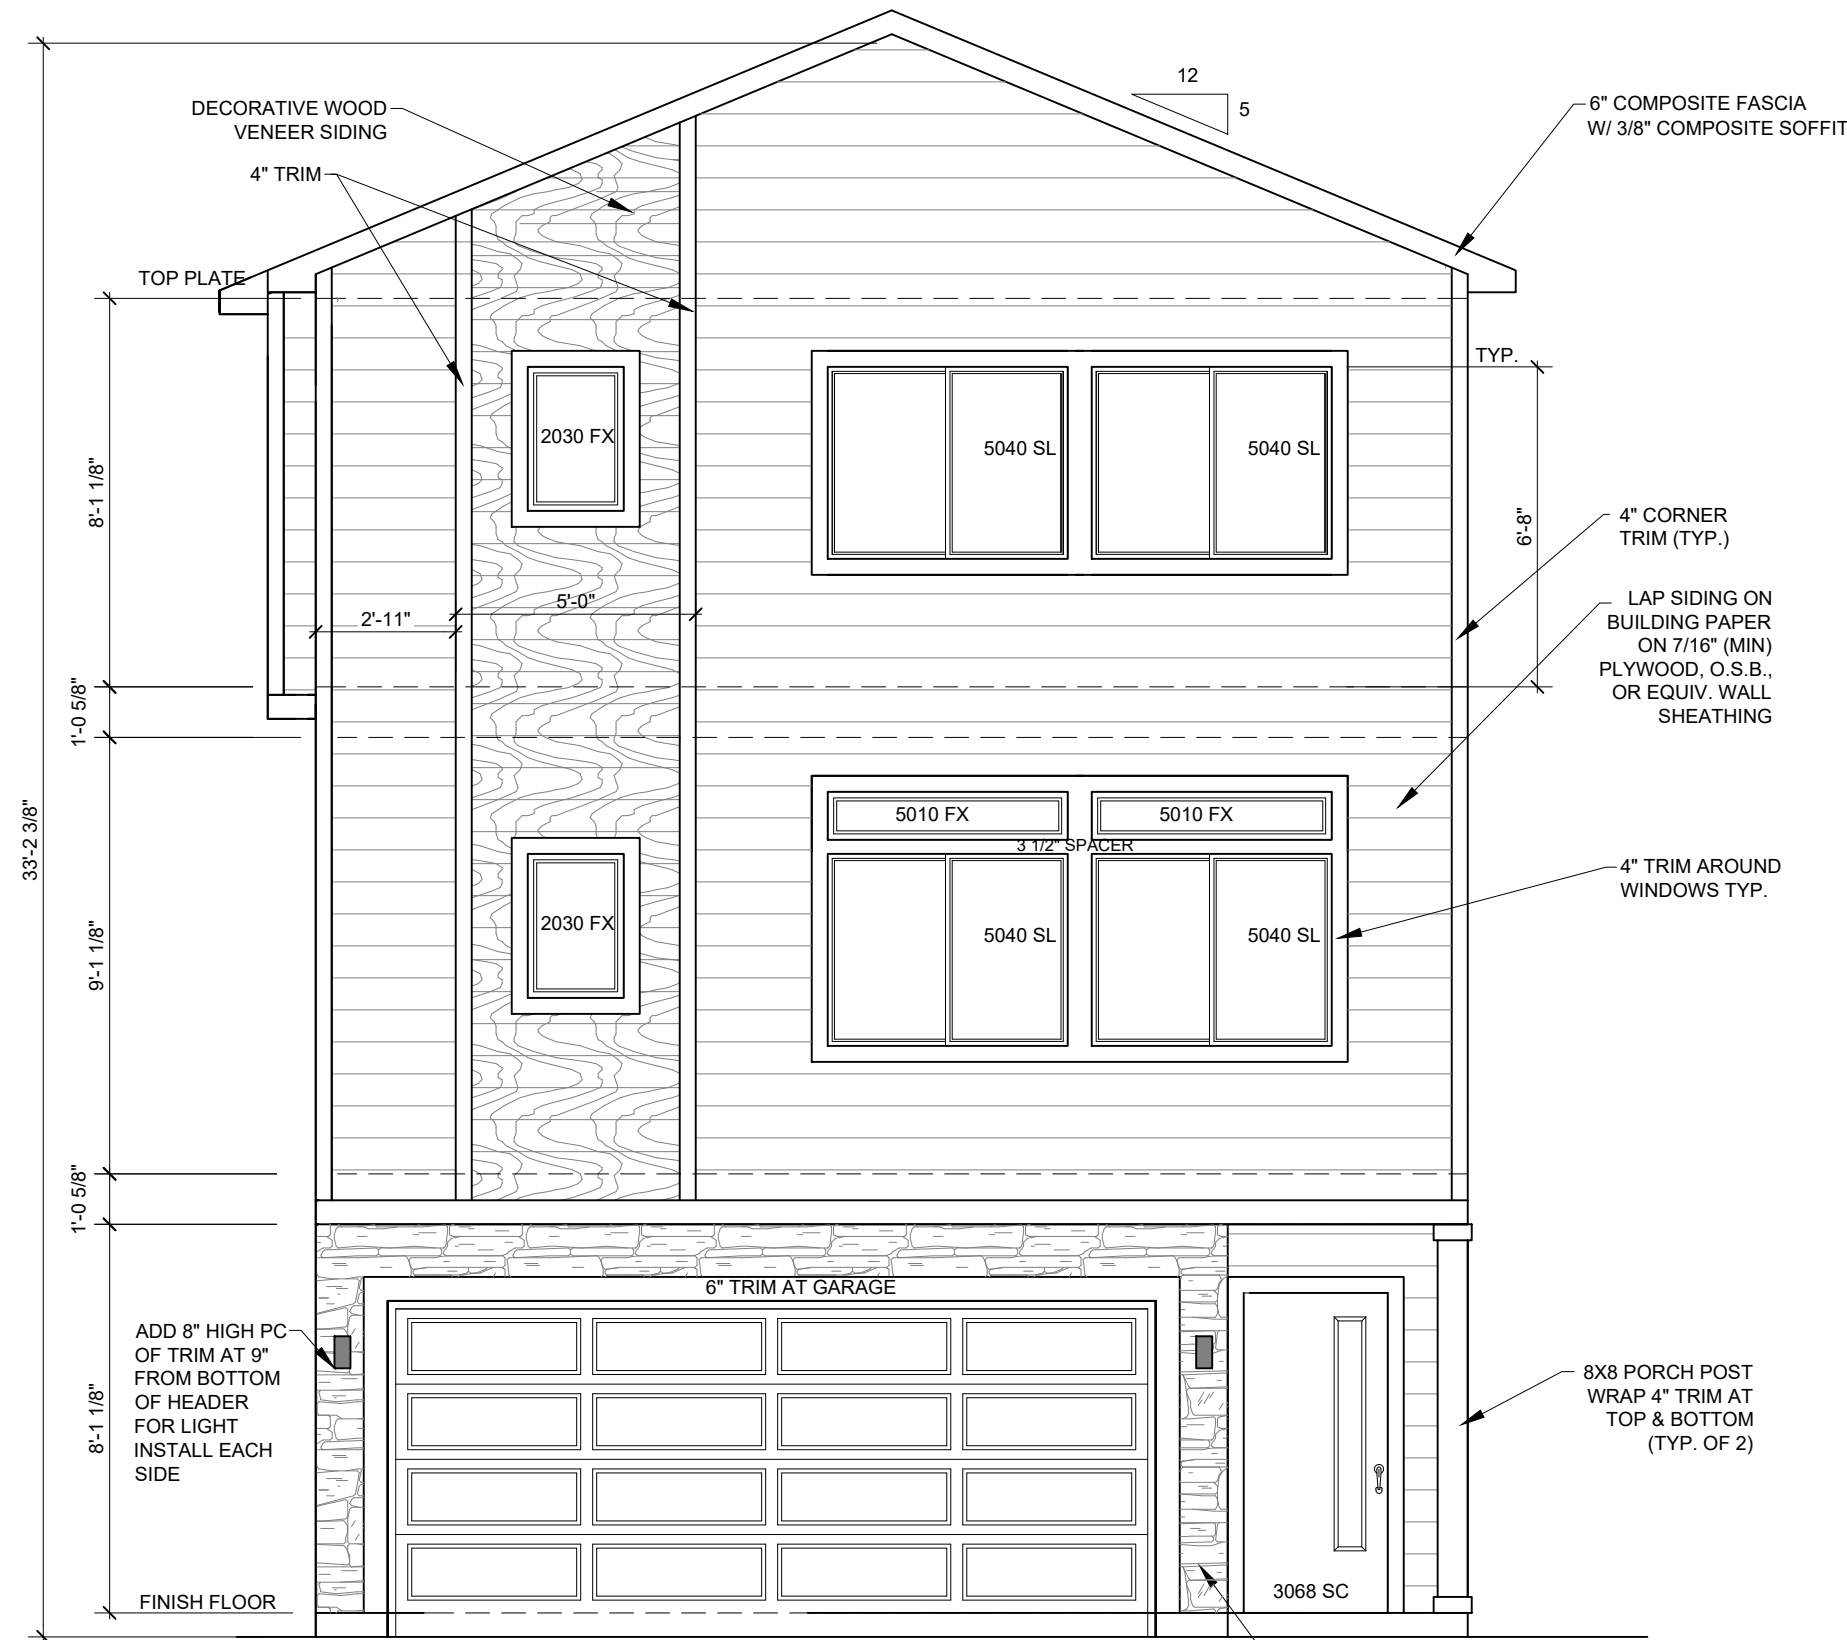 12
5
DECORATIVE WOOD
VENEER SIDING
4" TRIM
6" COMPOSITE FASCIA
W/ 3/8" COMPOSITE SOFFIT
TOP PLATE
TYP.
2030 FX
5040 SL
5040 SL
8'-1 1/8"
6'-8"
4" CORNER
TRIM (TYP.)
5'-0"
2'-11"
LAP SIDING ON
BUILDING PAPER
ON 7/16" (MIN)
PLYWOOD, O.S.B.,
OR EQUIV. WALL
SHEATHING
1'-0 5/8"
33'-2 3/8"
5010 FX
5010 FX
3 1/2" SPACER
4" TRIM AROUND
WINDOWS TYP.
2030 FX
5040 SL
5040 SL
9'-1 1/8"
1'-0 5/8"
6" TRIM AT GARAGE
ADD 8" HIGH PC
OF TRIM AT 9"
FROM BOTTOM
OF HEADER
FOR LIGHT
INSTALL EACH
SIDE
8'-1 1/8"
8X8 PORCH POST
WRAP 4" TRIM AT
TOP & BOTTOM
(TYP. OF 2)
3068 SC
FINISH FLOOR